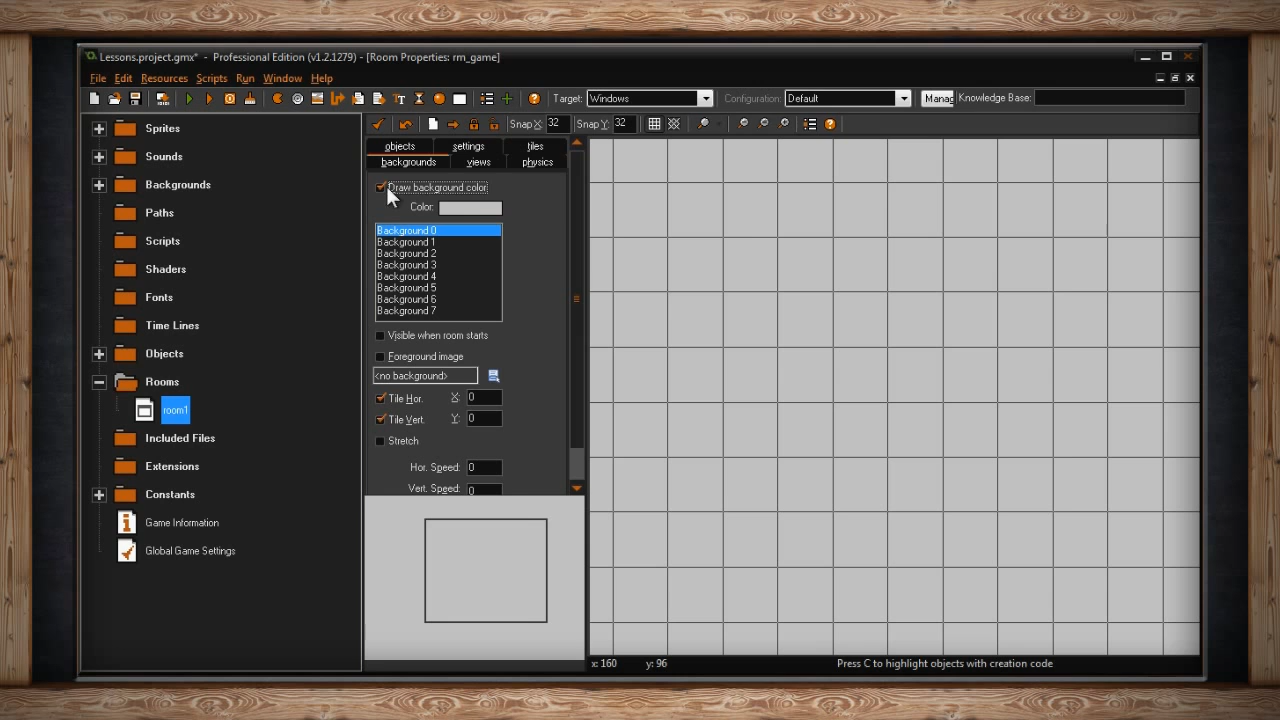 Lessons.project.gmx* - Professional Edition (v1.2.1279) - [Room Properties: rm_game]
File Edit Resources Scripts Run Window Help
Target: Windows Configuration: Default Manag Knowledge Base:
Snap X: 32 Snap Y: 32
Sprites
Sounds
Backgrounds
Paths
Scripts
Shaders
Fonts
Time Lines
Objects
Rooms
room1
Included Files
Extensions
Constants
Game Information
Global Game Settings
objects settings tiles
backgrounds views physics
Draw background color
Color:
Background 0
Background 1
Background 2
Background 3
Background 4
Background 5
Background 6
Background 7
Visible when room starts
Foreground image
<no background>
Tile Hor. X: 0
Tile Vert. Y: 0
Stretch
Hor. Speed: 0
Vert. Speed: 0
x: 160 y: 96 Press C to highlight objects with creation code